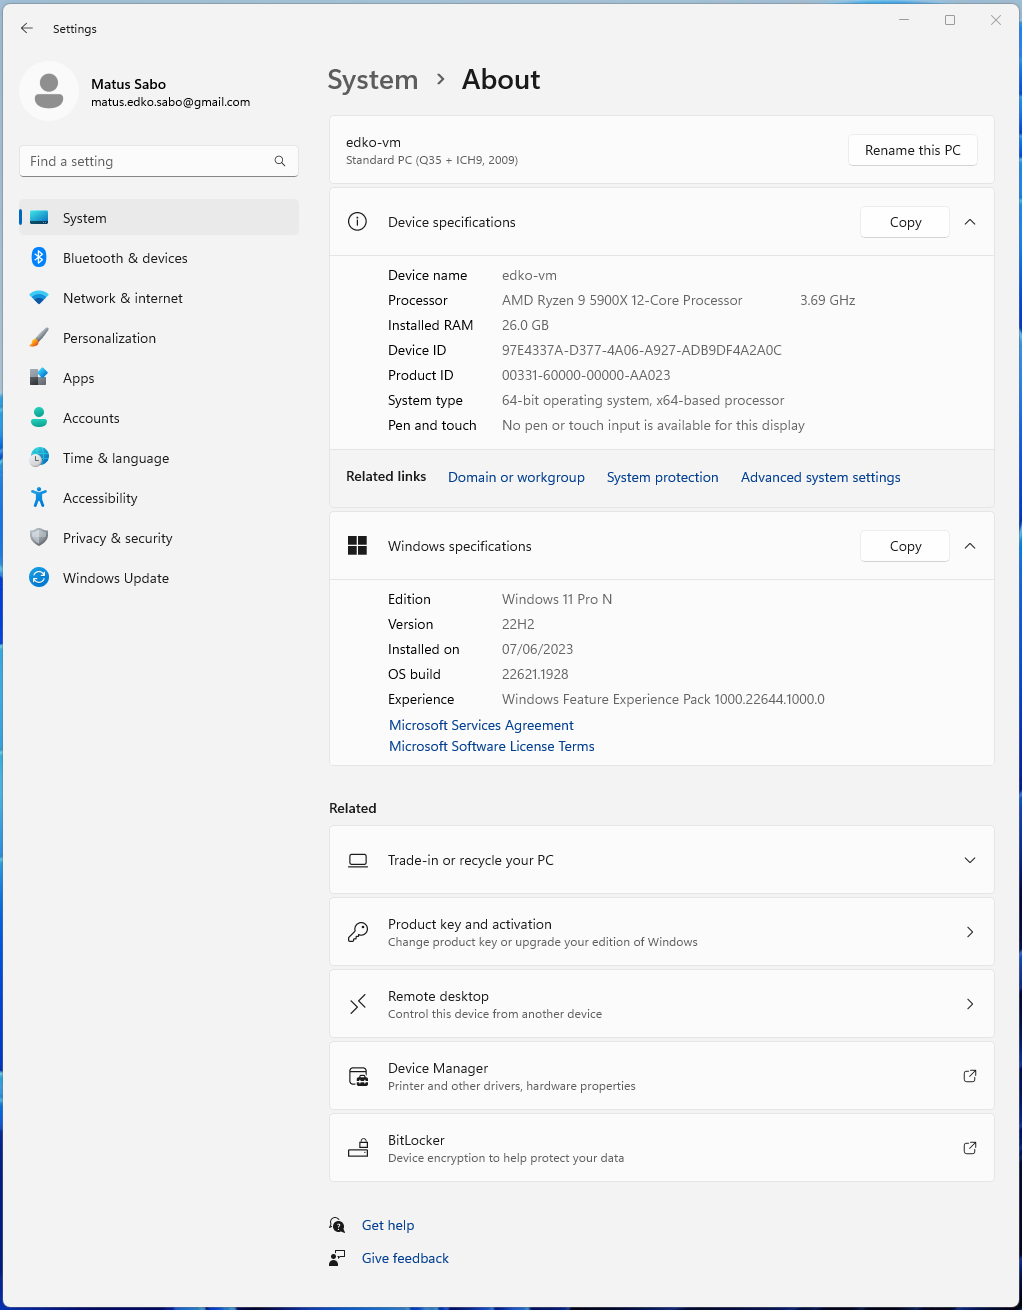 Settings
Matus Sabo
matus.edko.sabo@gmail.com
Find a setting
System
Bluetooth & devices
Network & internet
Personalization
Apps
Accounts
Time & language
Accessibility
Privacy & security
Windows Update
System > About
edko-vm
Standard PC (Q35 + ICH9, 2009)
Rename this PC
Device specifications
Copy
Device name edko-vm
Processor AMD Ryzen 9 5900X 12-Core Processor 3.69 GHz
Installed RAM 26.0 GB
Device ID 97E4337A-D377-4A06-A927-ADB9DF4A2A0C
Product ID 00331-60000-00000-AA023
System type 64-bit operating system, x64-based processor
Pen and touch No pen or touch input is available for this display
Related links Domain or workgroup System protection Advanced system settings
Windows specifications
Copy
Edition Windows 11 Pro N
Version 22H2
Installed on 07/06/2023
OS build 22621.1928
Experience Windows Feature Experience Pack 1000.22644.1000.0
Microsoft Services Agreement
Microsoft Software License Terms
Related
Trade-in or recycle your PC
Product key and activation
Change product key or upgrade your edition of Windows
Remote desktop
Control this device from another device
Device Manager
Printer and other drivers, hardware properties
BitLocker
Device encryption to help protect your data
Get help
Give feedback